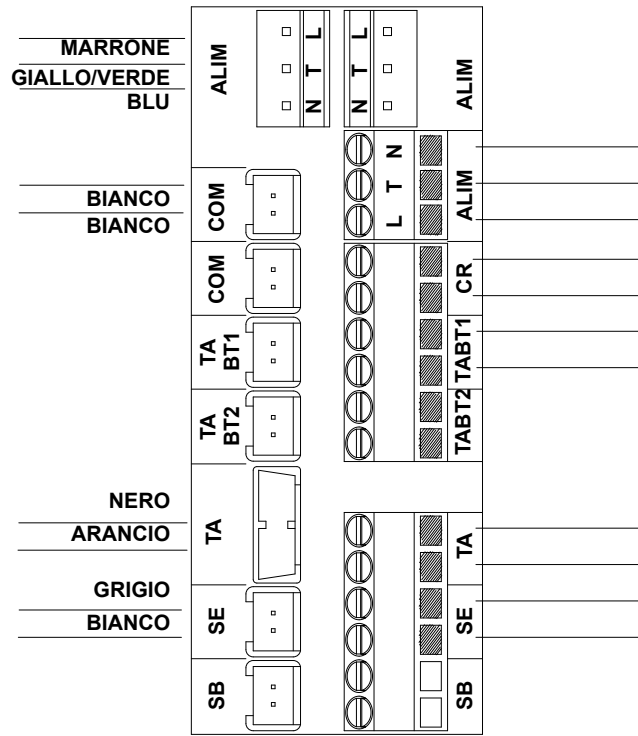 MARRONE
GIALLO/VERDE
BLU
BIANCO
BIANCO
NERO
ARANCIO
GRIGIO
BIANCO
ALIM
COM
COM
TA
BT1
TA
BT2
TA
SE
SB
L
T
N
L
T
N
N
T
L
ALIM
ALIM
CR
TABT1
TABT2
TA
SE
SB